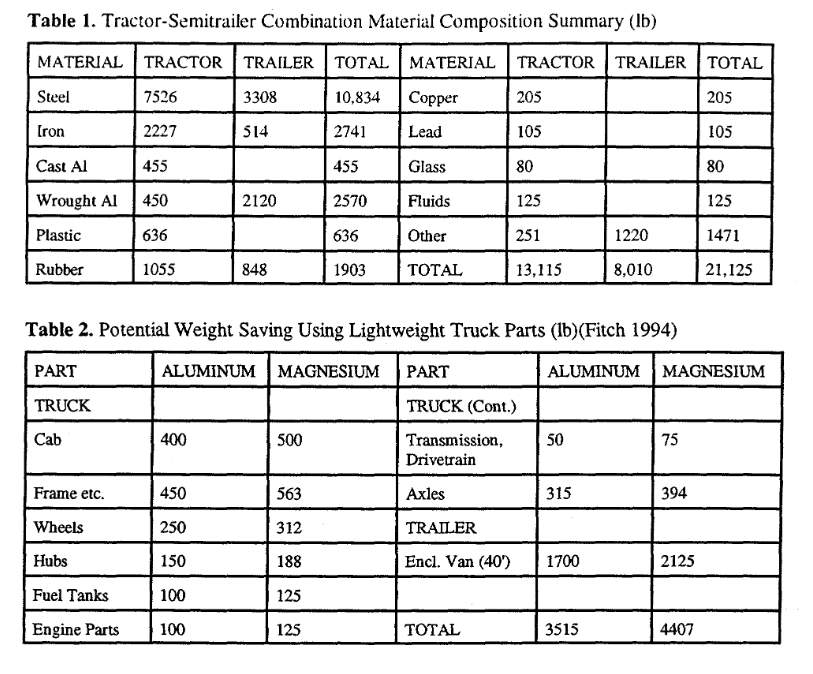 Table 1. Tractor-Semitrailer Combination Material Composition Summary (lb)
MATERIAL TRACTOR TRAILER TOTAL MATERIAL TRACTOR TRAILER TOTAL
Steel 7526 3308 10,834 Copper 205 205
Iron 2227 514 2741 Lead 105 105
Cast Al 455 455 Glass 80 80
Wrought Al 450 2120 2570 Fluids 125 125
Plastic 636 636 Other 251 1220 1471
Rubber 1055 848 1903 TOTAL 13,115 8,010 21,125
Table 2. Potential Weight Saving Using Lightweight Truck Parts (lb)(Fitch 1994)
PART ALUMINUM MAGNESIUM PART ALUMINUM MAGNESIUM
TRUCK TRUCK (Cont.)
Cab 400 500 Transmission, 50 75
Drivetrain
Frame etc. 450 563 Axles 315 394
Wheels 250 312 TRAILER
Hubs 150 188 Encl. Van (40') 1700 2125
Fuel Tanks 100 125
Engine Parts 100 125 TOTAL 3515 4407